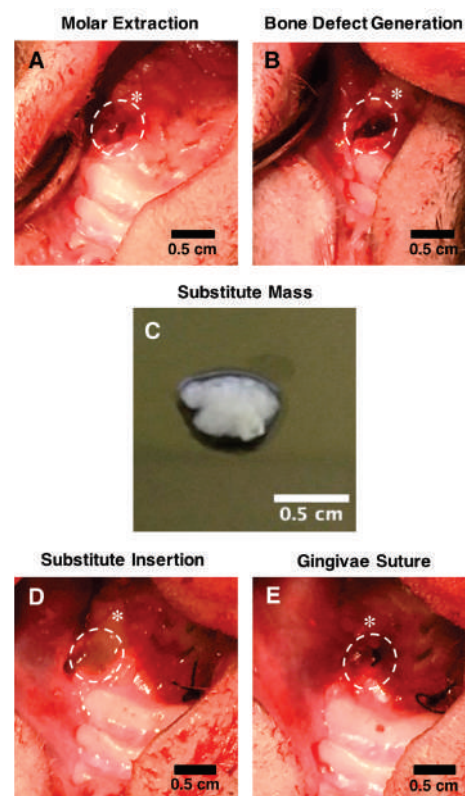 Molar Extraction
Bone Defect Generation
A
*
0.5 cm
B
*
0.5 cm
Substitute Mass
C
0.5 cm
Substitute Insertion
Gingivae Suture
D
*
0.5 cm
E
*
0.5 cm